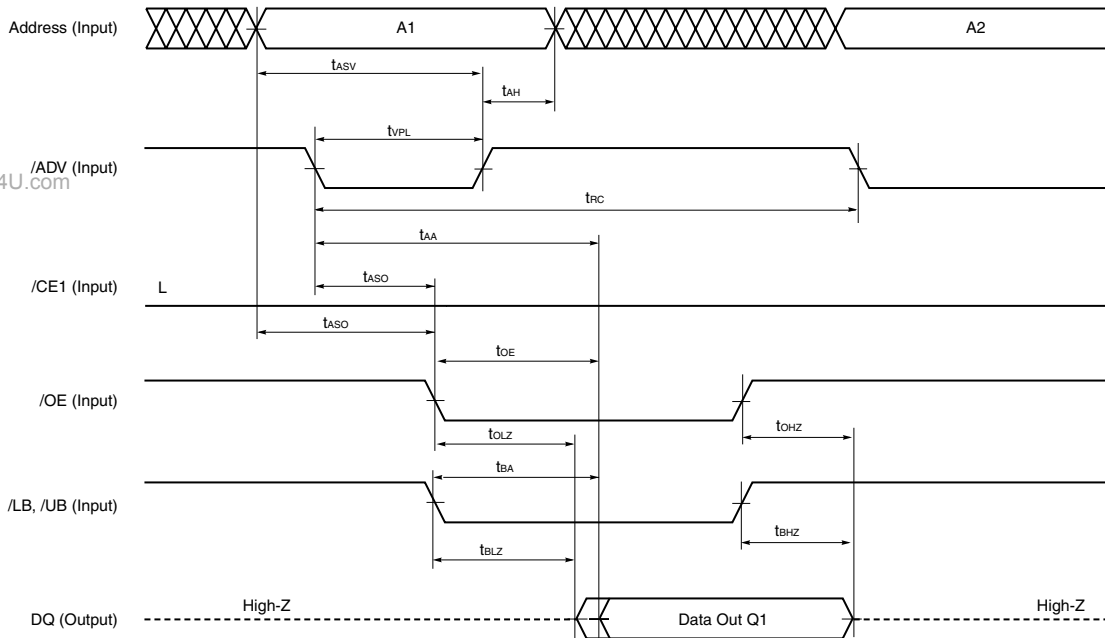 Address (Input) A1 A2
tASV
tAH
tVPL
/ADV (Input)
4U.com
tRC
tAA
tASO
/CE1 (Input) L
tASO
tOE
/OE (Input)
tOLZ tOHZ
tBA
/LB, /UB (Input)
tBHZ
tBLZ
High-Z High-Z
DQ (Output) Data Out Q1